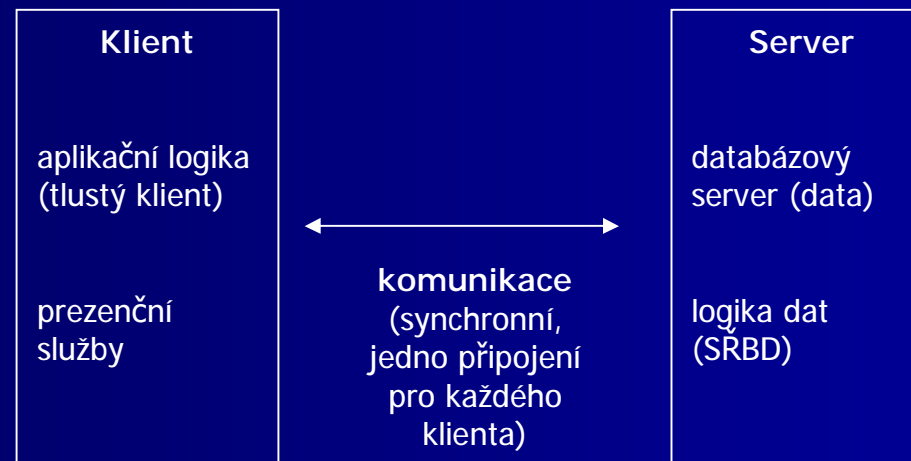 Klient
aplikační logika
(tlustý klient)
prezenční
služby
komunikace
(synchronní,
jedno připojení
pro každého
klienta)
Server
databázový
server (data)
logika dat
(SŘBD)